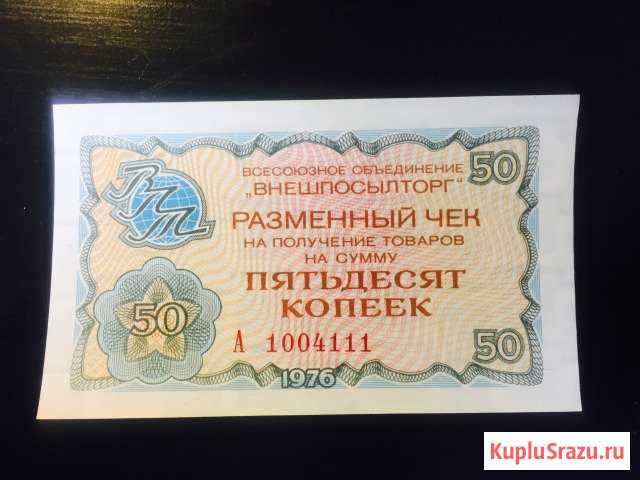 ВПТ
ВСЕСОЮЗНОЕ ОБЪЕДИНЕНИЕ
„ВНЕШПОСЫЛТОРГ"
50
РАЗМЕННЫЙ ЧЕК
НА ПОЛУЧЕНИЕ ТОВАРОВ
НА СУММУ
ПЯТЬДЕСЯТ
КОПЕЕК
50
А 1004111
50
1976
KupluSrazu.ru